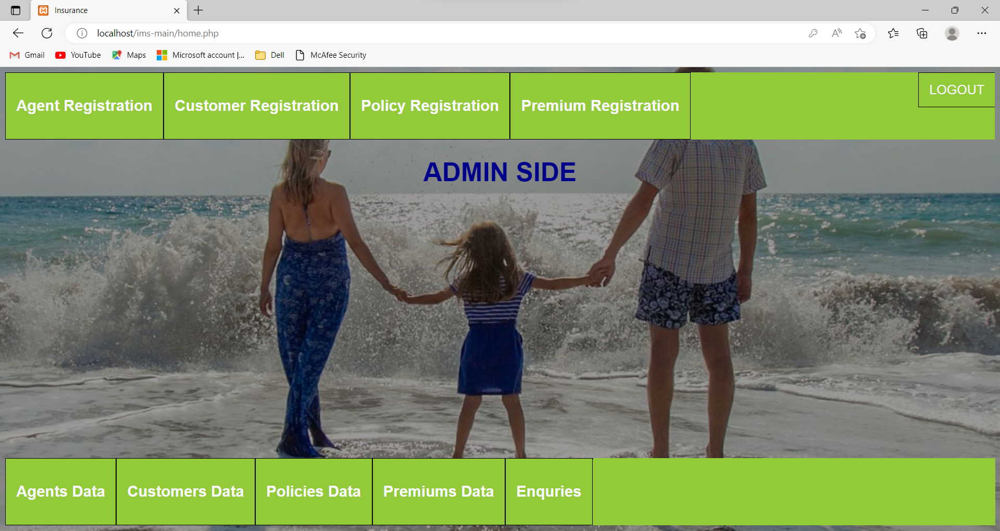 Insurance
localhost/ims-main/home.php
Gmail YouTube Maps Microsoft account |... Dell McAfee Security
Agent Registration Customer Registration Policy Registration Premium Registration LOGOUT
ADMIN SIDE
Agents Data Customers Data Policies Data Premiums Data Enquries